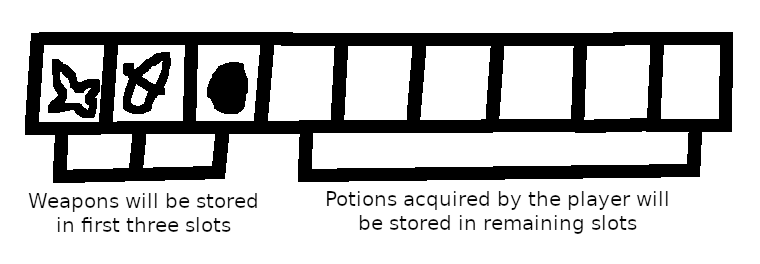 Weapons will be stored
in first three slots
Potions acquired by the player will
be stored in remaining slots